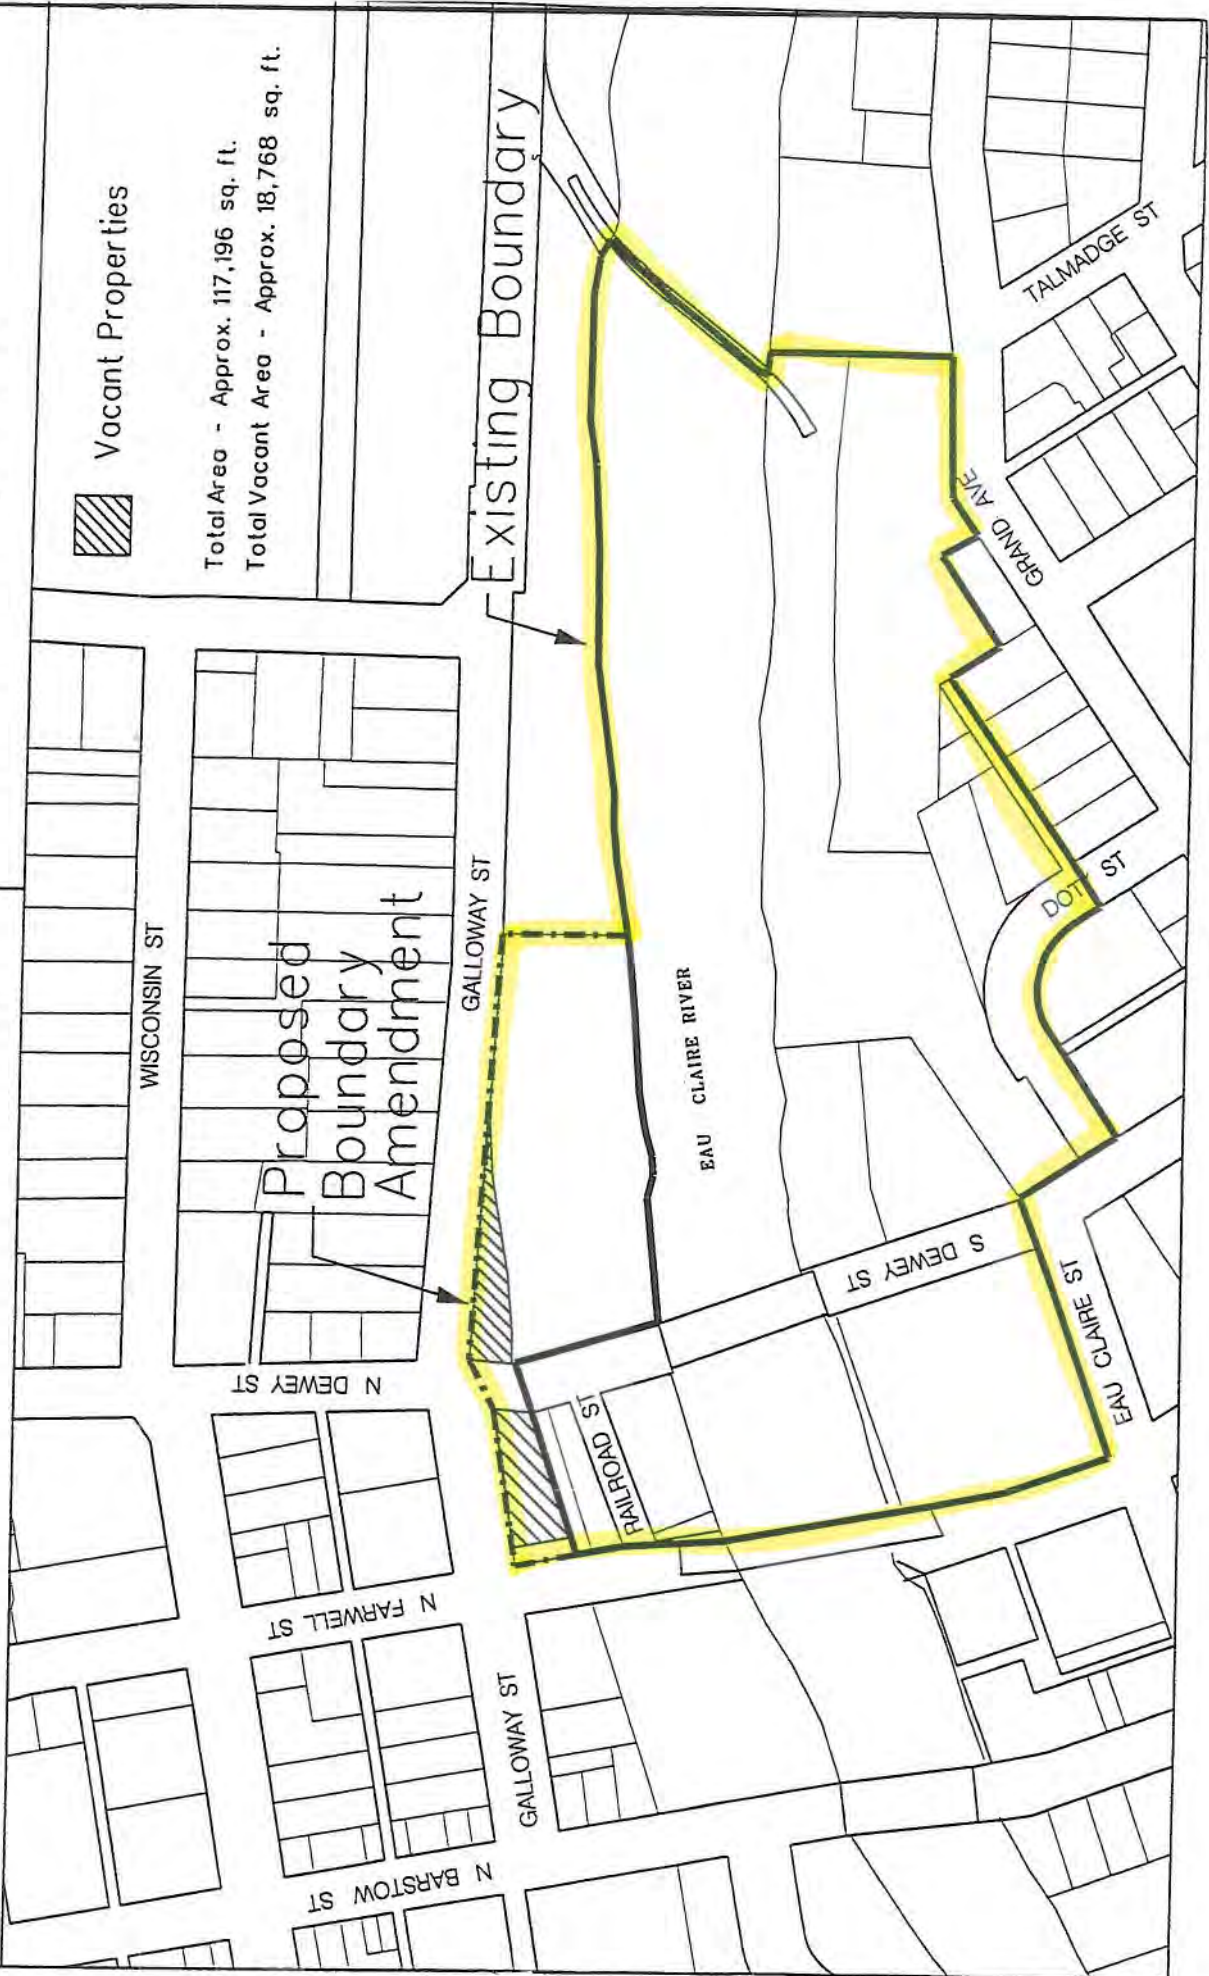 Vacant Properties
Total Area - Approx. 117,196 sq. ft.
Total Vacant Area - Approx. 18,768 sq. ft.
Existing Boundary
Proposed
Boundary
Amendment
WISCONSIN ST
GALLOWAY ST
EAU CLAIRE RIVER
TALMADGE ST
GRAND AVE
DOTY ST
S DEWEY ST
EAU CLAIRE ST
N DEWEY ST
RAILROAD ST
N FARWELL ST
GALLOWAY ST
N BARSTOW ST